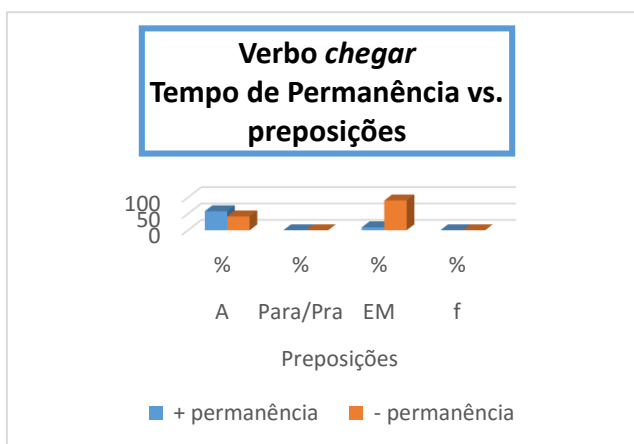 Verbo chegar
Tempo de Permanência vs.
preposições
100
50
0
% % % %
A Para/Pra EM f
Preposições
+ permanência - permanência